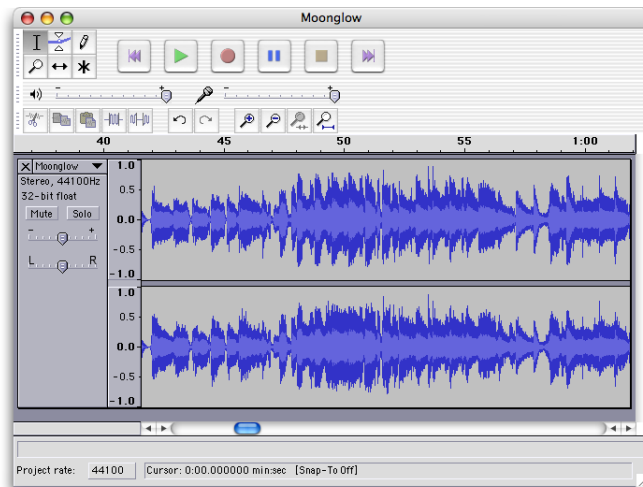 Moonglow
40 45 50 55 1:00
Moonglow
Stereo, 44100Hz
32-bit float
Mute Solo
- +
L R
1.0
0.5
0.0
-0.5
-1.0
1.0
0.5
0.0
-0.5
-1.0
Project rate: 44100 Cursor: 0:00.000000 min:sec [Snap-To Off]